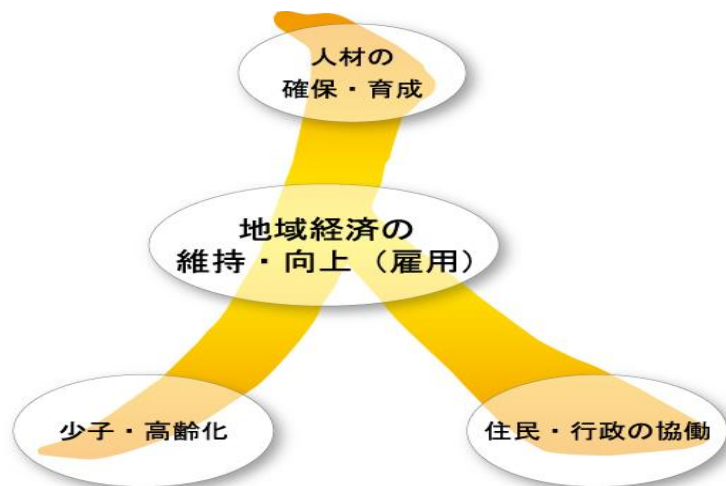 人材の
確保・育成
地域経済の
維持・向上（雇用）
少子・高齢化
住民・行政の協働